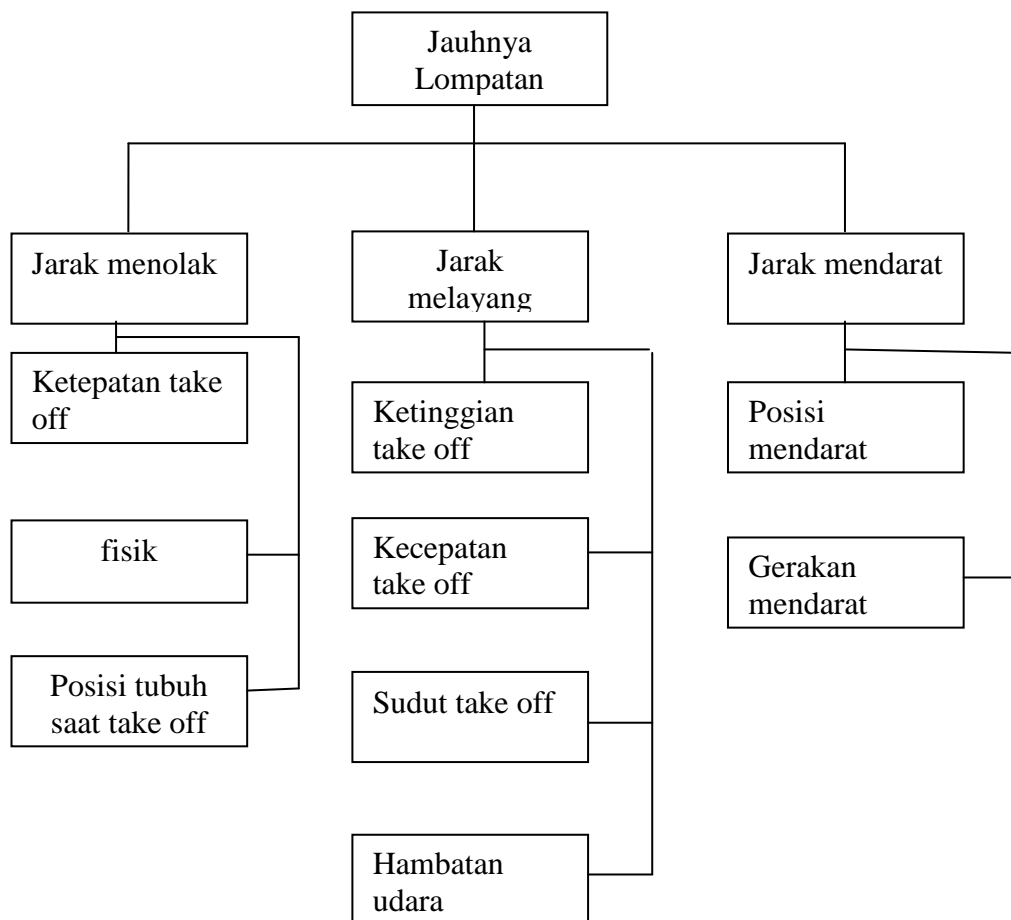 Jauhnya
Lompatan
Jarak menolak
Jarak
melayang
Jarak mendarat
Ketepatan take
off
fisik
Posisi tubuh
saat take off
Ketinggian
take off
Kecepatan
take off
Sudut take off
Hambatan
udara
Posisi
mendarat
Gerakan
mendarat